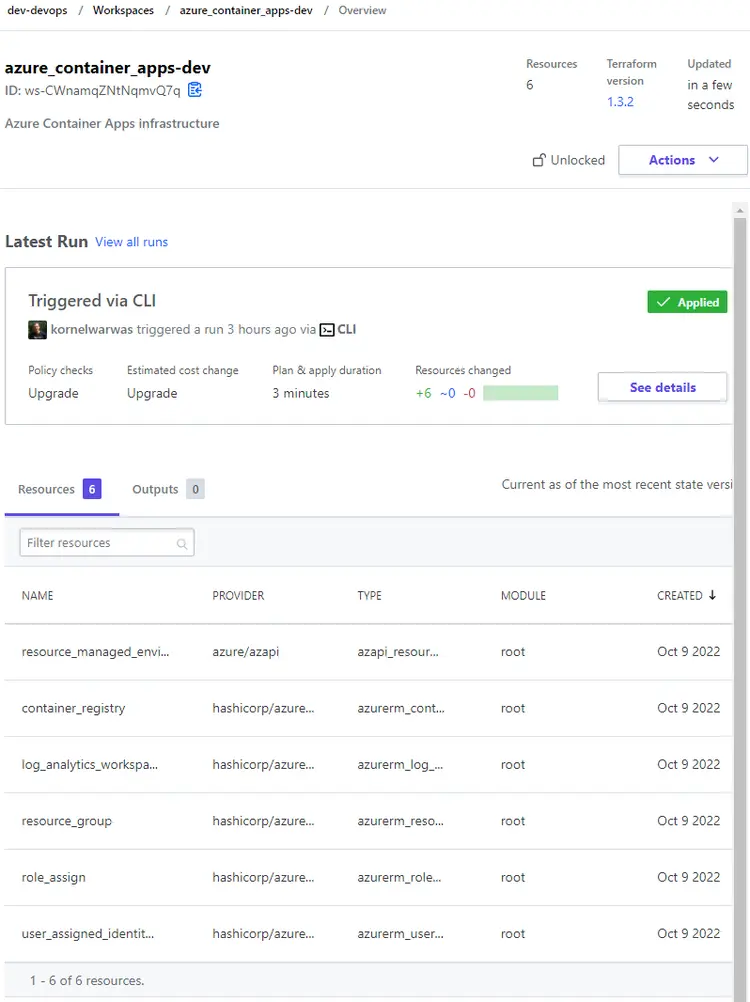 dev-devops / Workspaces / azure_container_apps-dev / Overview
azure_container_apps-dev
ID: ws-CWnamqZNtNqmvQ7q
Azure Container Apps infrastructure
Resources
6
Terraform
version
1.3.2
Updated
in a few
seconds
Unlocked
Actions
Latest Run View all runs
Triggered via CLI
Applied
kornelwarwas triggered a run 3 hours ago via CLI
Policy checks Estimated cost change Plan & apply duration Resources changed
Upgrade Upgrade 3 minutes +6 ~0 -0
See details
Resources 6 Outputs 0
Current as of the most recent state versi
Filter resources
NAME PROVIDER TYPE MODULE CREATED
resource_managed_envi... azure/azapi azapi_resour... root Oct 9 2022
container_registry hashicorp/azure... azurerm_cont... root Oct 9 2022
log_analytics_workspa... hashicorp/azure... azurerm_log_... root Oct 9 2022
resource_group hashicorp/azure... azurerm_reso... root Oct 9 2022
role_assign hashicorp/azure... azurerm_role... root Oct 9 2022
user_assigned_identit... hashicorp/azure... azurerm_user... root Oct 9 2022
1 - 6 of 6 resources.